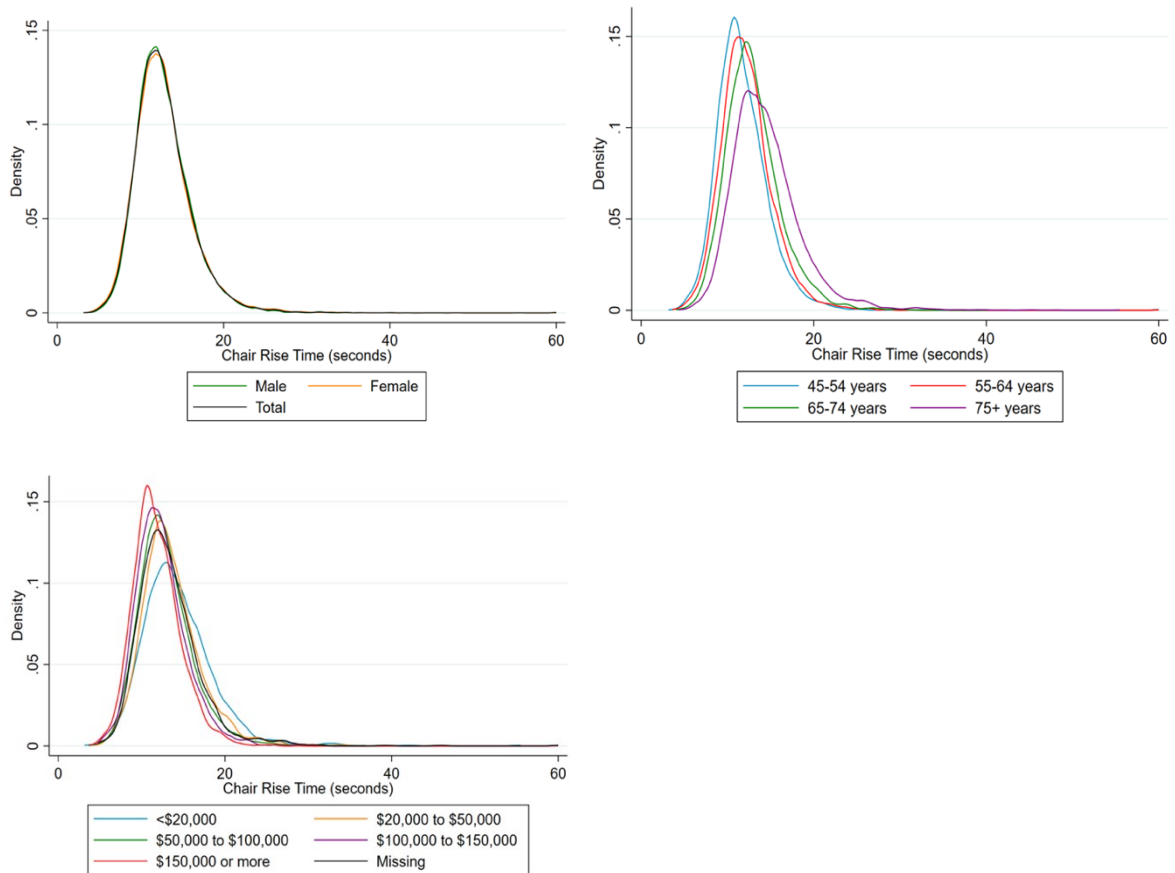 .15
.1
.05
0
Density
0 20 40 60
Chair Rise Time (seconds)
Male Female
Total
.15
.1
.05
0
Density
0 20 40 60
Chair Rise Time (seconds)
45-54 years 55-64 years
65-74 years 75+ years
.15
.1
.05
0
Density
0 20 40 60
Chair Rise Time (seconds)
<$20,000 $20,000 to $50,000
$50,000 to $100,000 $100,000 to $150,000
$150,000 or more Missing